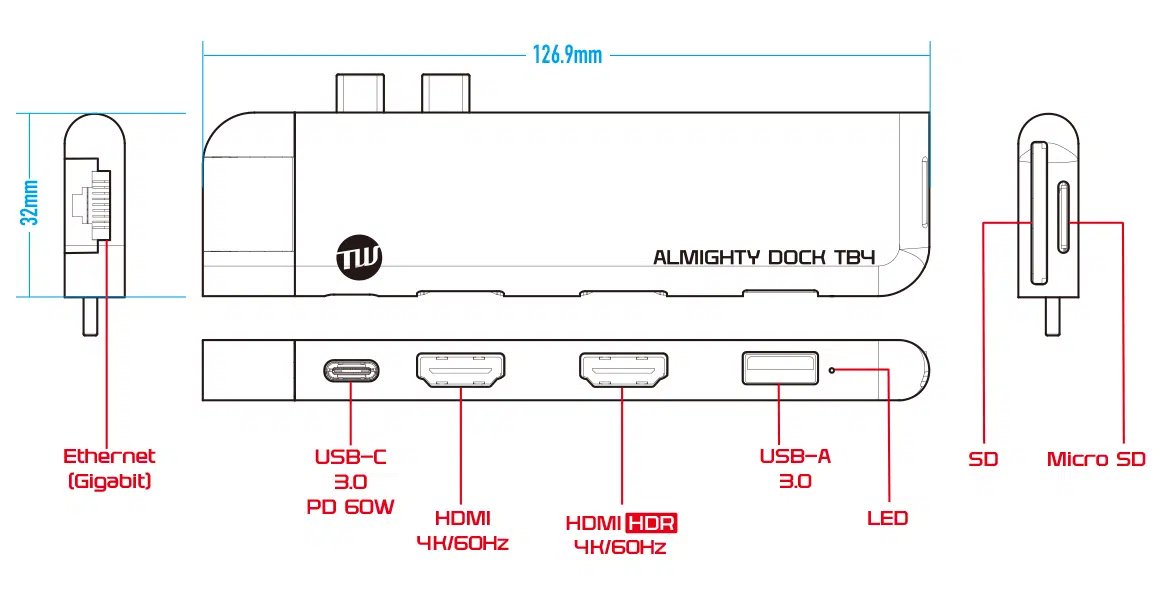 126.9mm
32mm
TW
ALMIGHTY DOCK TB4
Ethernet
(Gigabit)
USB-C
3.0
PD 60W
HDMI
4K/60Hz
HDMI HDR
4K/60Hz
USB-A
3.0
LED
SD
Micro SD